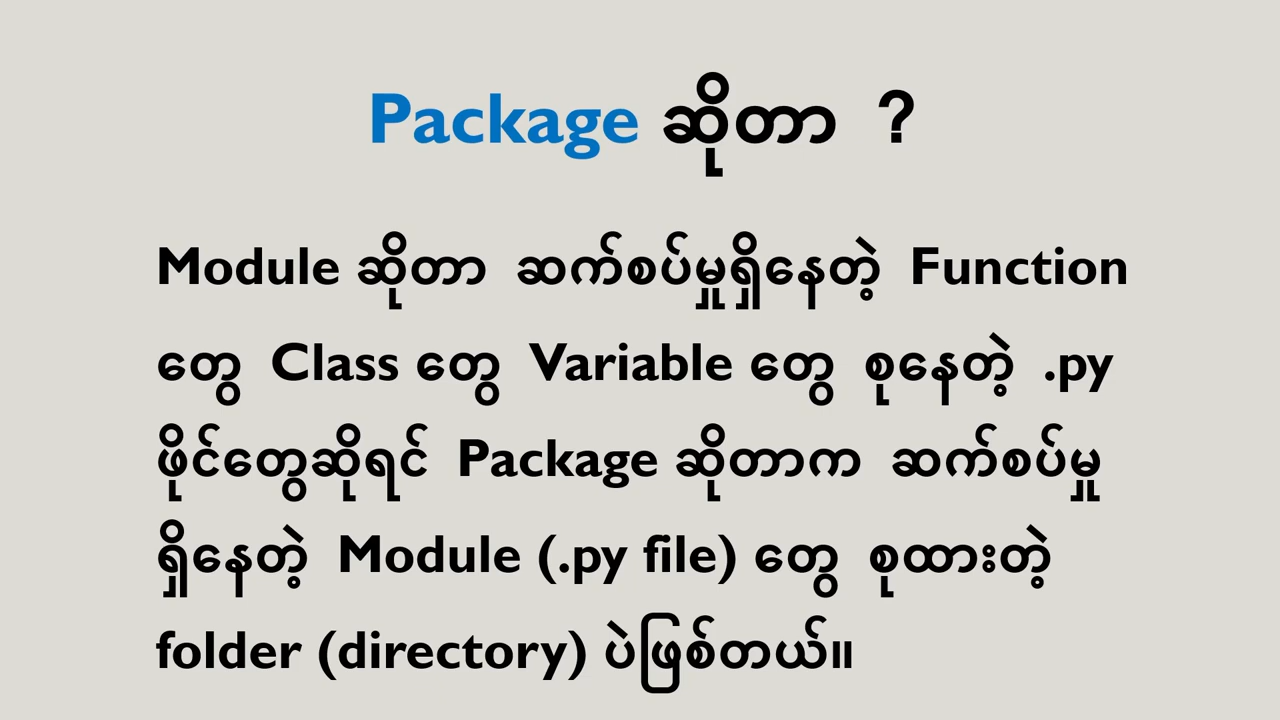 Package ဆိုတာ ?
Module ဆိုတာ ဆက်စပ်မှုရှိနေတဲ့ Function
တွေ Class တွေ Variable တွေ စုနေတဲ့ .py
ဖိုင်တွေဆိုရင် Package ဆိုတာက ဆက်စပ်မှု
ရှိနေတဲ့ Module (.py file) တွေ စုထားတဲ့
folder (directory) ပဲဖြစ်တယ်။